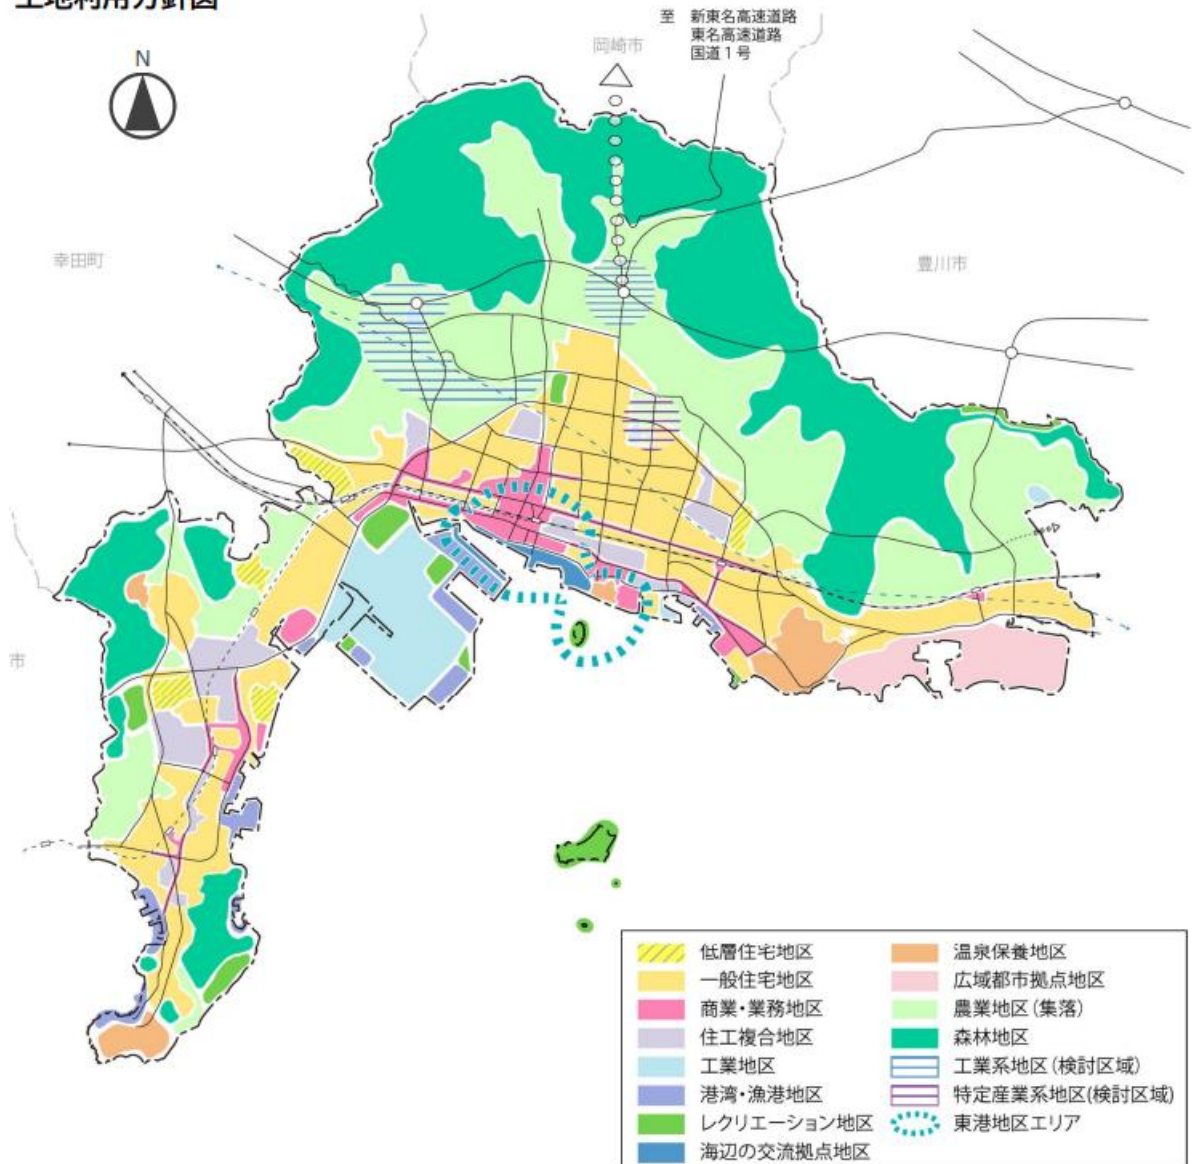 土地利用方針図
N
至 新東名高速道路
東名高速道路
国道1号
岡崎市
幸田町
豊川市
市
低層住宅地区
一般住宅地区
商業・業務地区
住工複合地区
工業地区
港湾・漁港地区
レクリエーション地区
海辺の交流拠点地区
温泉保養地区
広域都市拠点地区
農業地区(集落)
森林地区
工業系地区(検討区域)
特定産業系地区(検討区域)
東港地区エリア